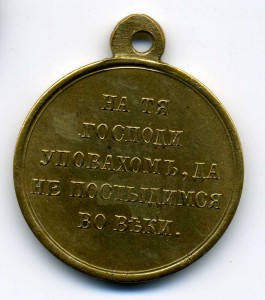 НА ТЯ
ГОСПОДИ
УПОВАХОМЪ, ДА
НЕ ПОСТЫДИМСЯ
ВО ВѢКИ.